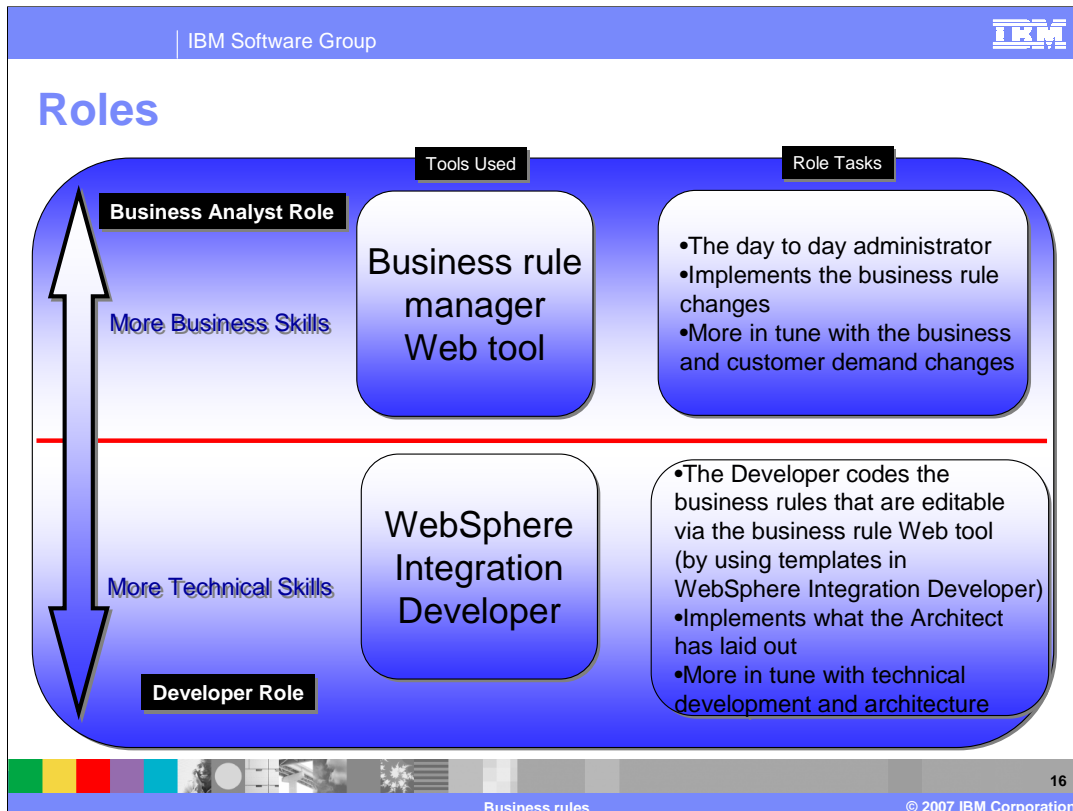 IBM Software Group
IBM
Roles
Tools Used
Role Tasks
Business Analyst Role
More Business Skills
Business rule
manager
Web tool
•The day to day administrator
•Implements the business rule
changes
•More in tune with the business
and customer demand changes
More Technical Skills
Developer Role
WebSphere
Integration
Developer
•The Developer codes the
business rules that are editable
via the business rule Web tool
(by using templates in
WebSphere Integration Developer)
•Implements what the Architect
has laid out
•More in tune with technical
development and architecture
16
Business rules
© 2007 IBM Corporation